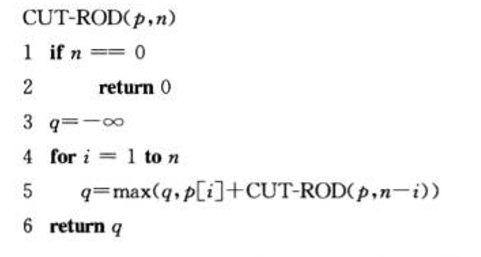 CUT-ROD(p,n)
1 if n == 0
2 return 0
3 q=-∞
4 for i = 1 to n
5 q=max(q,p[i]+CUT-ROD(p,n-i))
6 return q